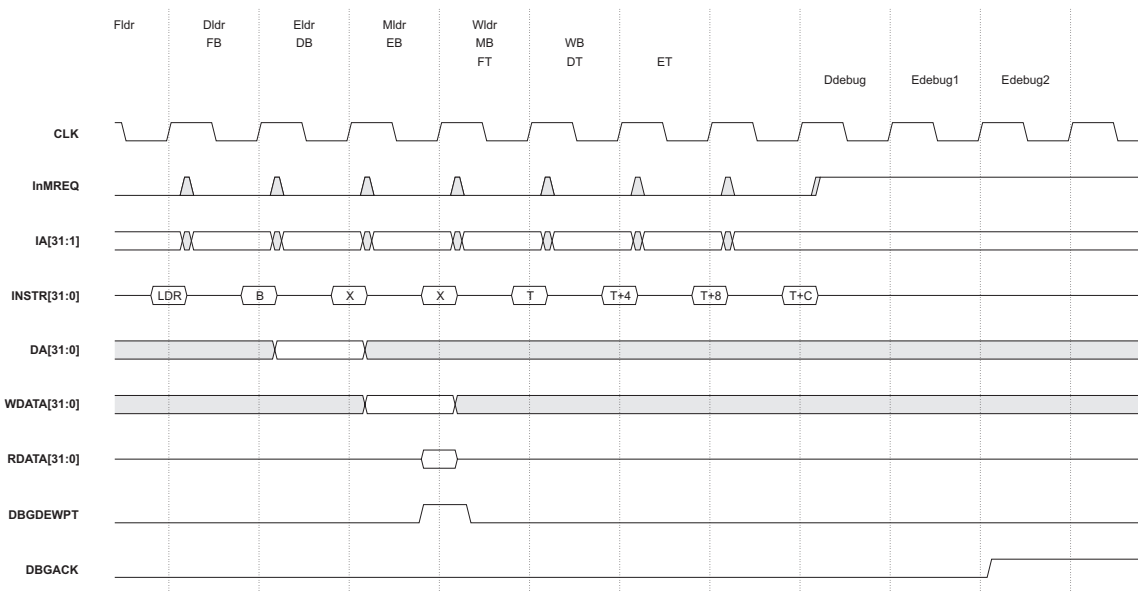 Fldr Dldr Eldr Mldr Wldr
FB DB EB MB WB
FT DT ET
Ddebug Edebug1 Edebug2
CLK
InMREQ
IA[31:1]
INSTR[31:0] LDR B X X T T+4 T+8 T+C
DA[31:0]
WDATA[31:0]
RDATA[31:0]
DBGDEWPT
DBGACK